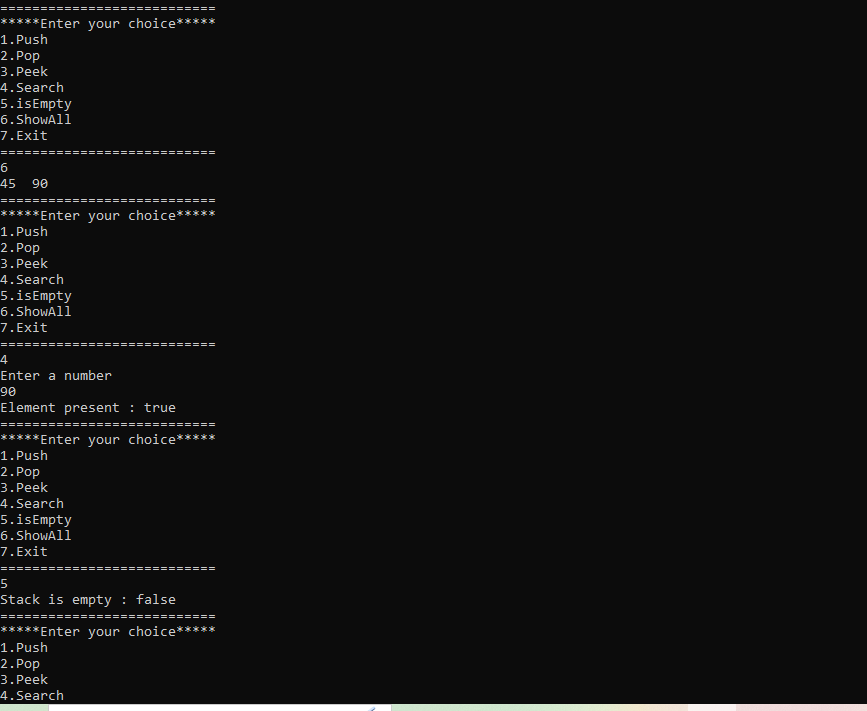 ===========================
*****Enter your choice*****
1.Push
2.Pop
3.Peek
4.Search
5.isEmpty
6.ShowAll
7.Exit
===========================
6
45  90
===========================
*****Enter your choice*****
1.Push
2.Pop
3.Peek
4.Search
5.isEmpty
6.ShowAll
7.Exit
===========================
4
Enter a number
90
Element present : true
===========================
*****Enter your choice*****
1.Push
2.Pop
3.Peek
4.Search
5.isEmpty
6.ShowAll
7.Exit
===========================
5
Stack is empty : false
===========================
*****Enter your choice*****
1.Push
2.Pop
3.Peek
4.Search